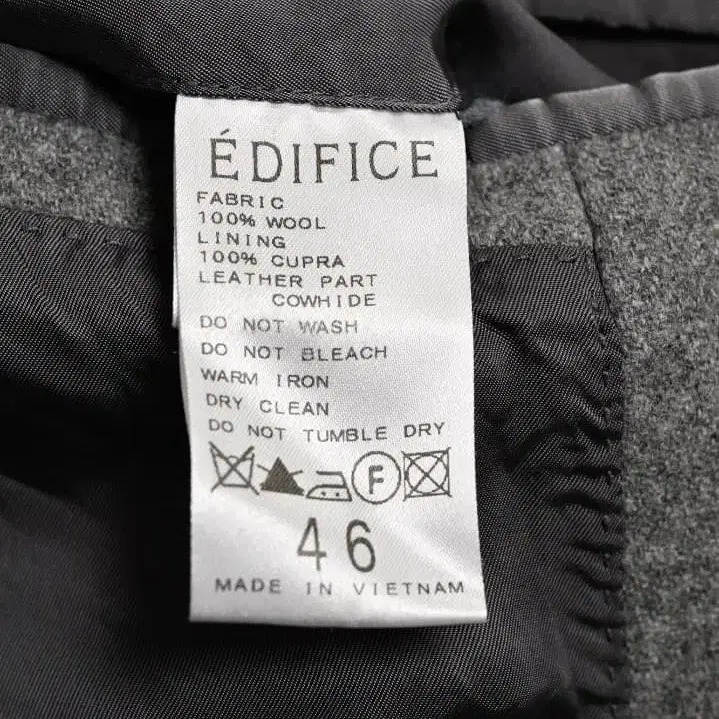 ÉDIFICE
FABRIC
100% WOOL
LINING
100% CUPRA
LEATHER PART
COWHIDE
DO NOT WASH
DO NOT BLEACH
WARM IRON
DRY CLEAN
DO NOT TUMBLE DRY
F
46
MADE IN VIETNAM